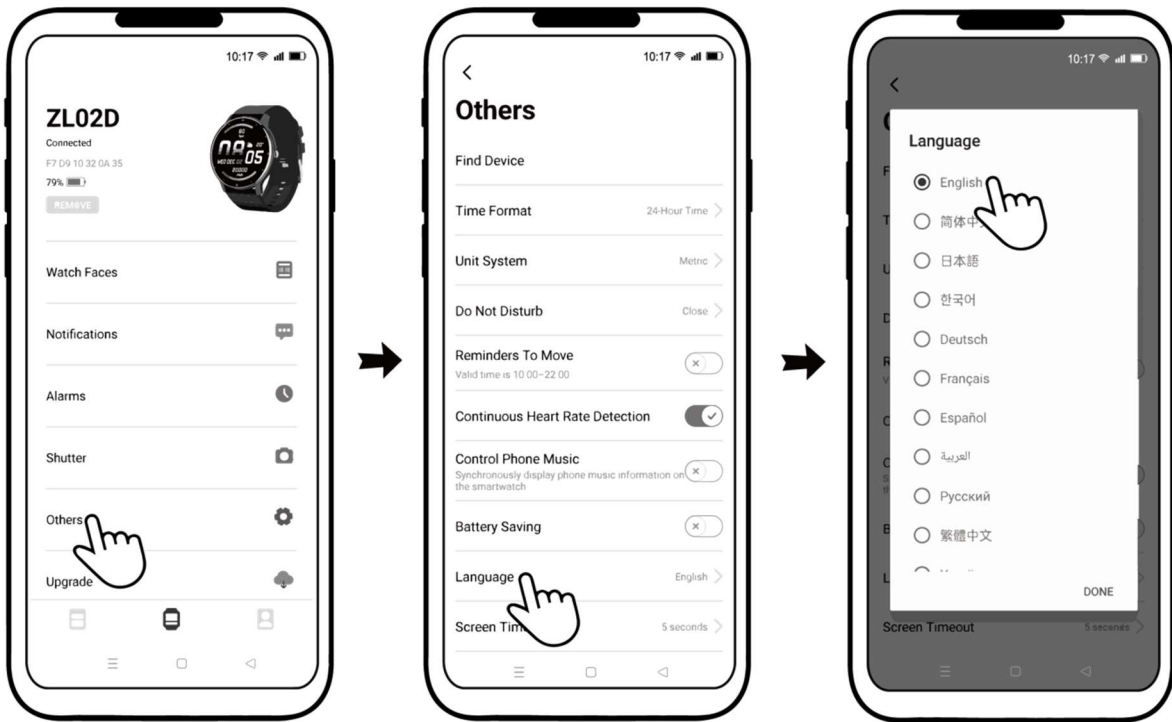 10:17
ZL02D
Connected
F7 D9 10 32 0A 35
79%
REMOVE
Watch Faces
Notifications
Alarms
Shutter
Others
Upgrade
10:17
Others
Find Device
Time Format 24-Hour Time
Unit System Metric
Do Not Disturb Close
Reminders To Move
Valid time is 10:00–22:00
Continuous Heart Rate Detection
Control Phone Music
Synchronously display phone music information on
the smartwatch
Battery Saving
Language English
Screen 5 seconds
10:17
Language
English
简体中
日本語
한국어
Deutsch
Français
Español
العربية
Русский
繁體中文
DONE
Screen Timeout 5 seconds